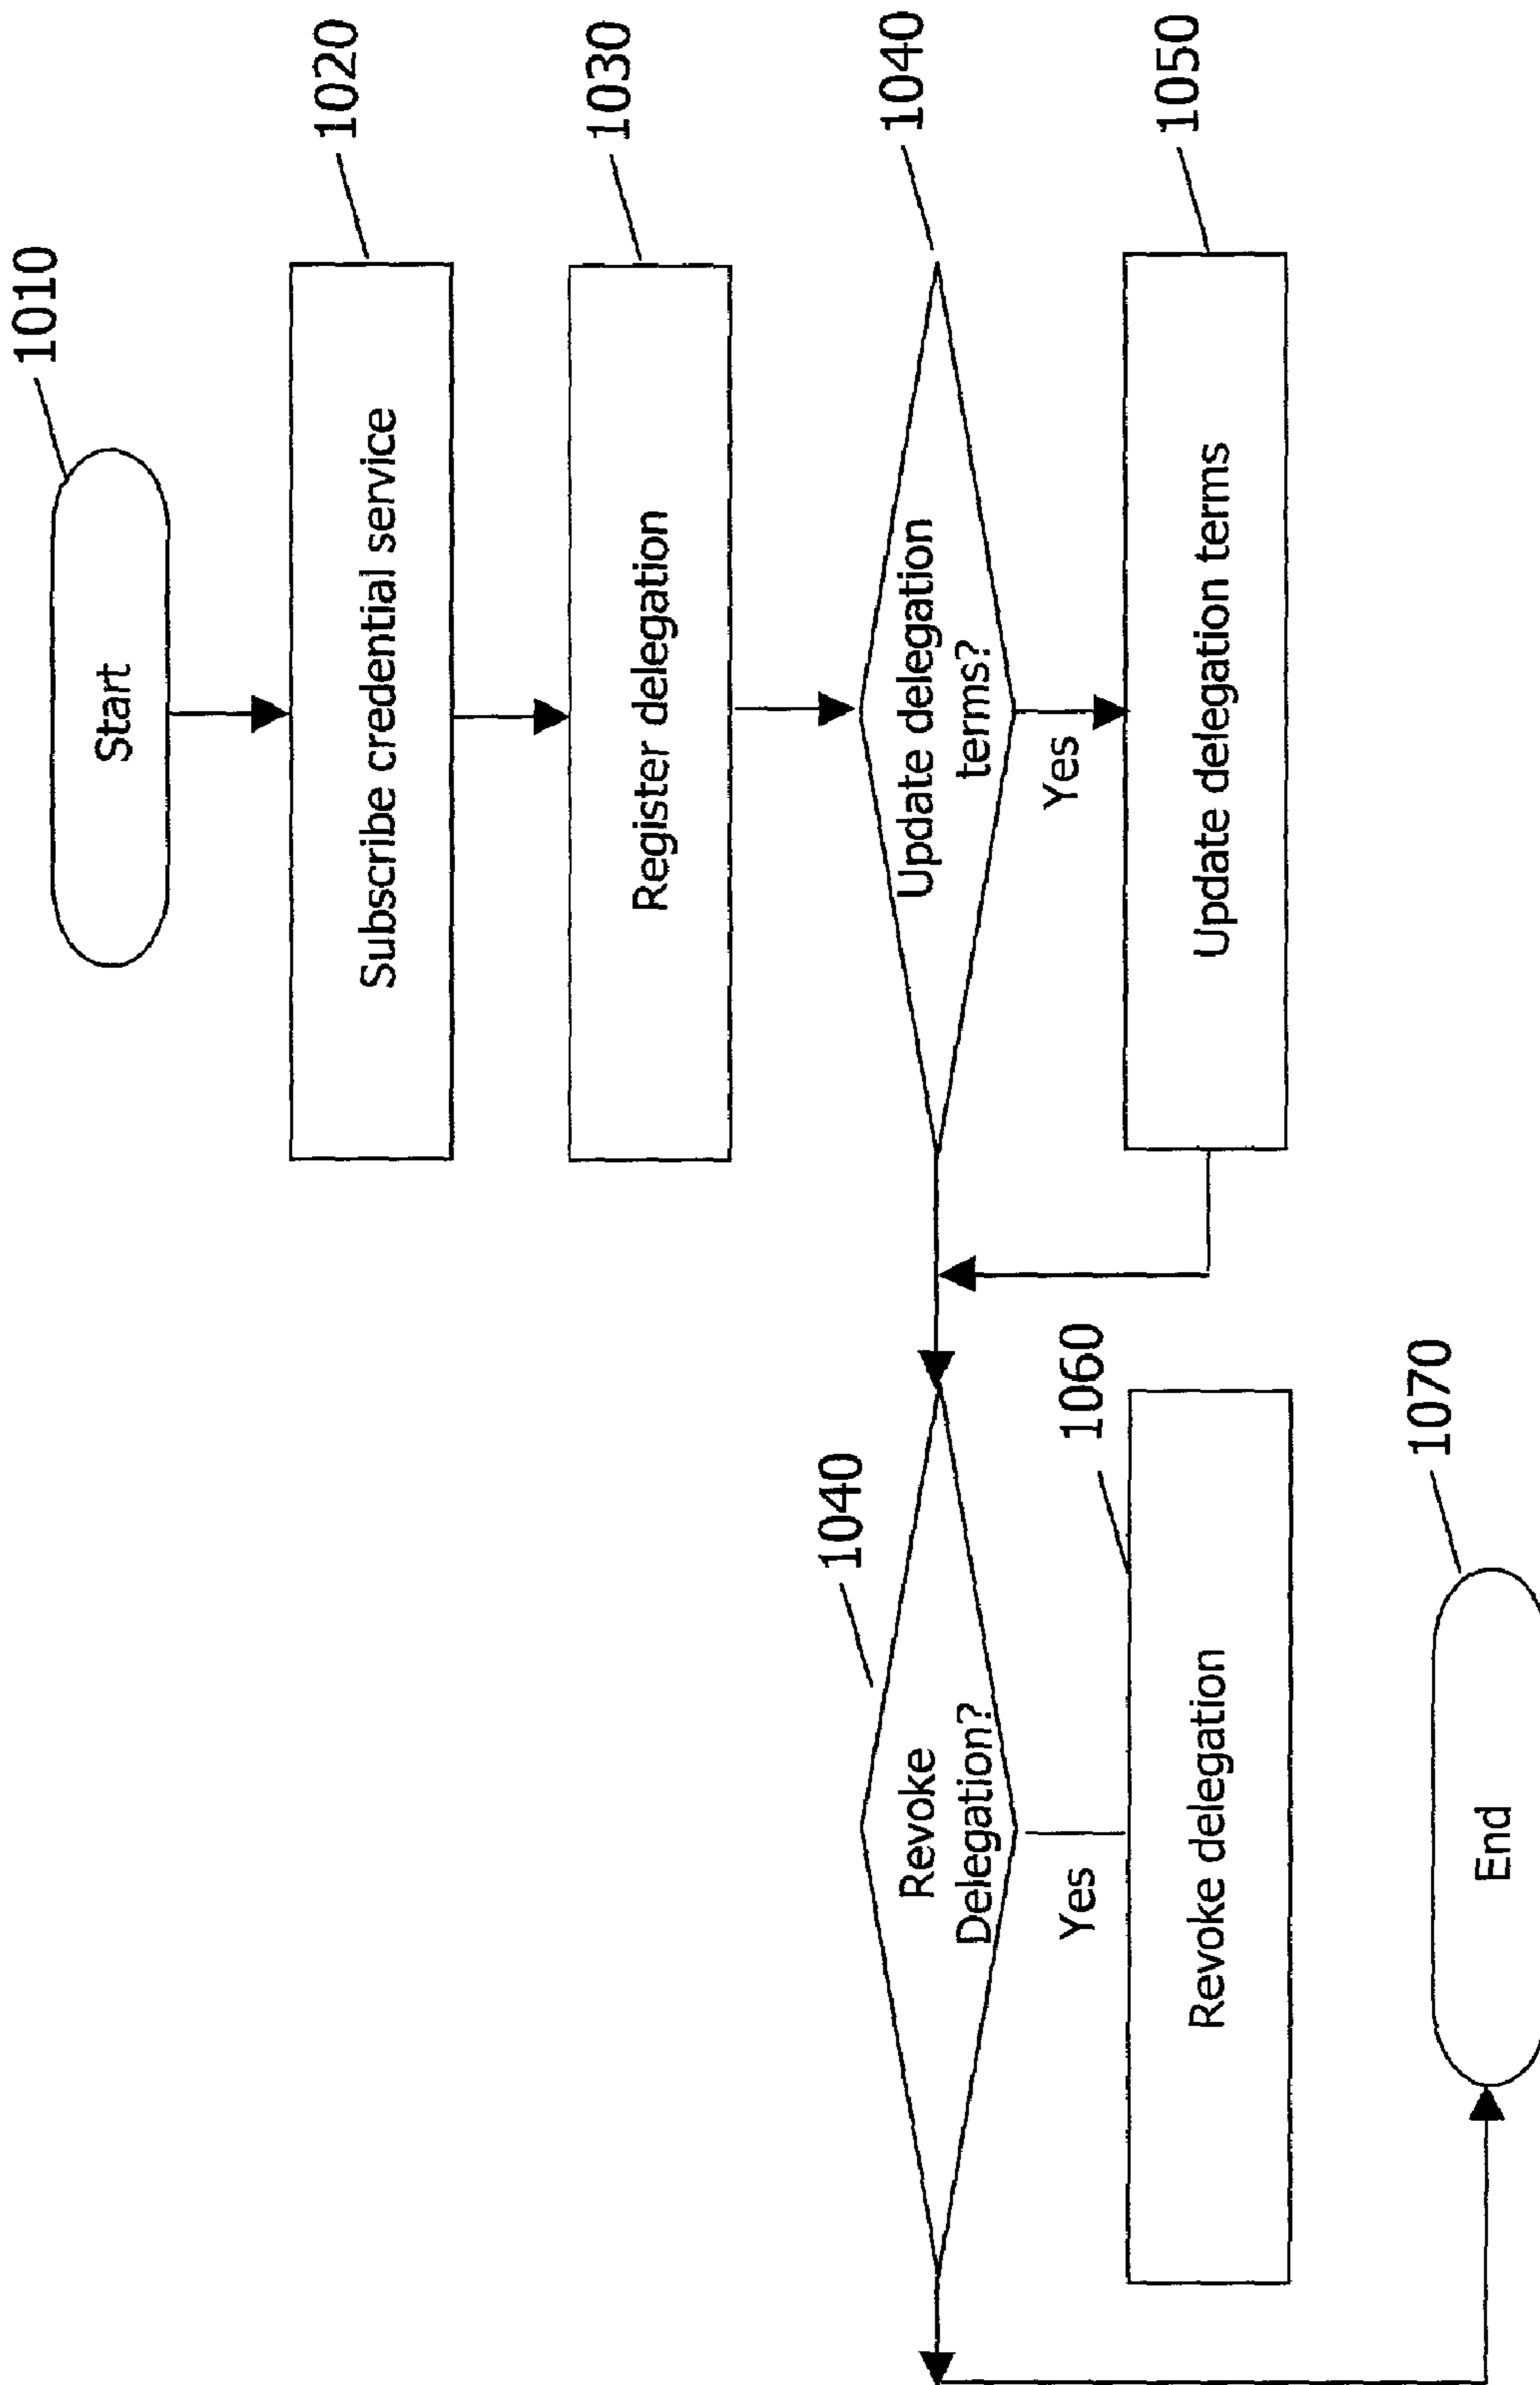 1010
Start
1020
Subscribe credential service
1030
Register delegation
1040
Update delegation
terms?
Yes
1050
Update delegation terms
1040
Revoke
Delegation?
Yes
1060
Revoke delegation
1070
End